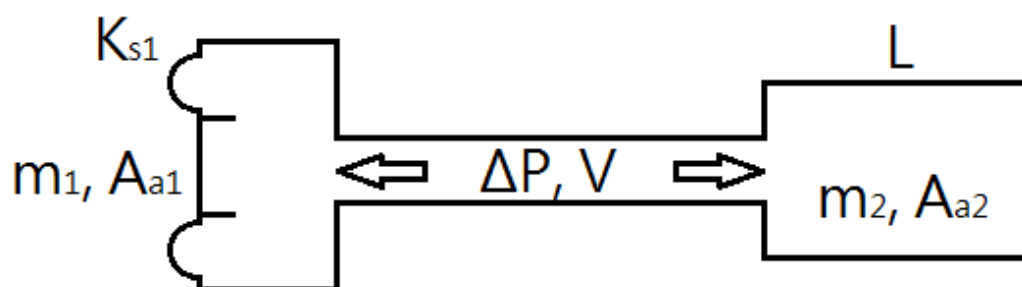 Ks1
L
m1, Aa1
ΔP, V
m2, Aa2